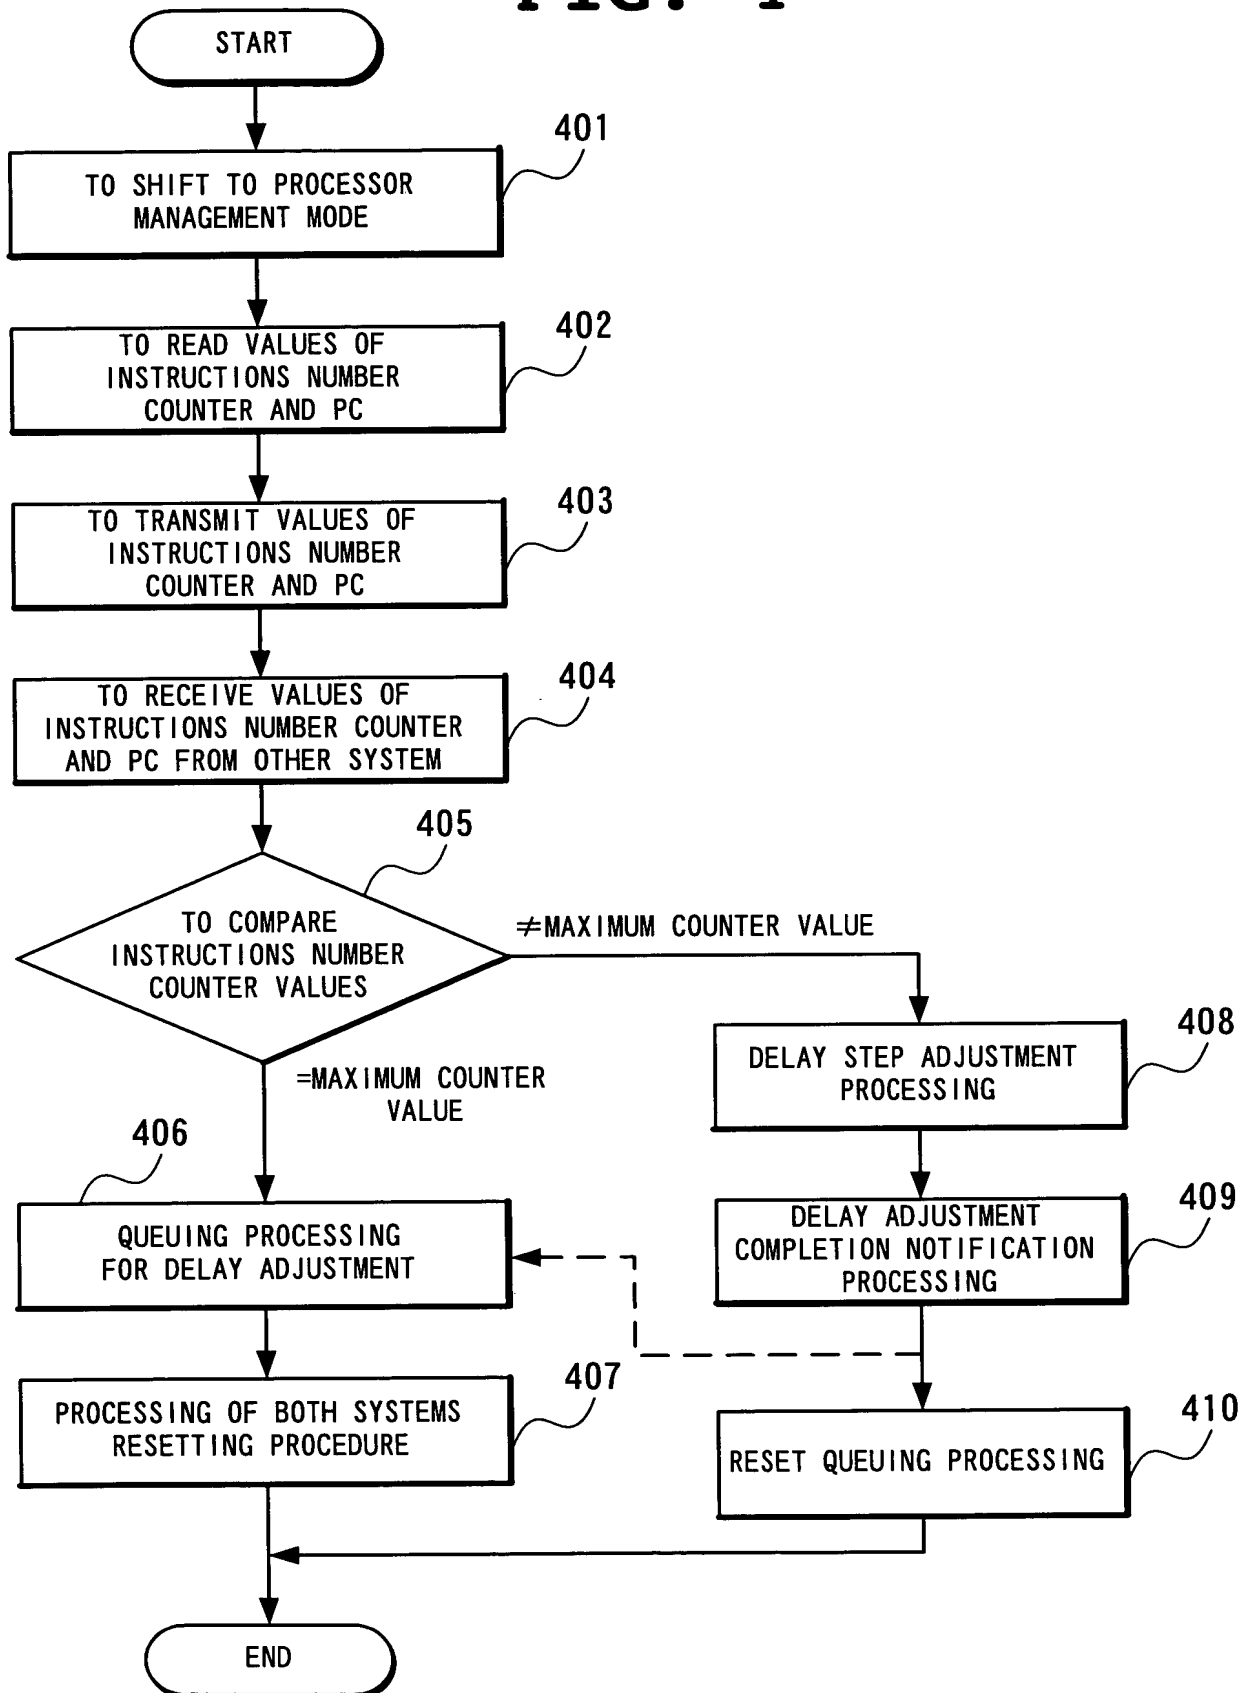 START
401
TO SHIFT TO PROCESSOR
MANAGEMENT MODE
402
TO READ VALUES OF
INSTRUCTIONS NUMBER
COUNTER AND PC
403
TO TRANSMIT VALUES OF
INSTRUCTIONS NUMBER
COUNTER AND PC
404
TO RECEIVE VALUES OF
INSTRUCTIONS NUMBER COUNTER
AND PC FROM OTHER SYSTEM
405
TO COMPARE
INSTRUCTIONS NUMBER
COUNTER VALUES
≠MAXIMUM COUNTER VALUE
=MAXIMUM COUNTER
VALUE
408
DELAY STEP ADJUSTMENT
PROCESSING
406
QUEUING PROCESSING
FOR DELAY ADJUSTMENT
409
DELAY ADJUSTMENT
COMPLETION NOTIFICATION
PROCESSING
407
PROCESSING OF BOTH SYSTEMS
RESETTING PROCEDURE
410
RESET QUEUING PROCESSING
END